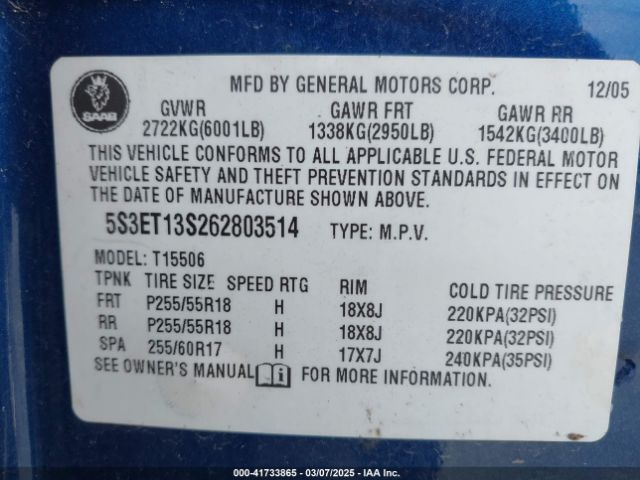 SAAB
MFD BY GENERAL MOTORS CORP. 12/05
GVWR GAWR FRT GAWR RR
2722KG(6001LB) 1338KG(2950LB) 1542KG(3400LB)
THIS VEHICLE CONFORMS TO ALL APPLICABLE U.S. FEDERAL MOTOR
VEHICLE SAFETY AND THEFT PREVENTION STANDARDS IN EFFECT ON
THE DATE OF MANUFACTURE SHOWN ABOVE.
5S3ET13S262803514 TYPE: M.P.V.
MODEL: T15506
TPNK TIRE SIZE SPEED RTG RIM COLD TIRE PRESSURE
FRT P255/55R18 H 18X8J 220KPA(32PSI)
RR P255/55R18 H 18X8J 220KPA(32PSI)
SPA 255/60R17 H 17X7J 240KPA(35PSI)
SEE OWNER'S MANUAL i FOR MORE INFORMATION.
000-41733865 - 03/07/2025 - IAA Inc.